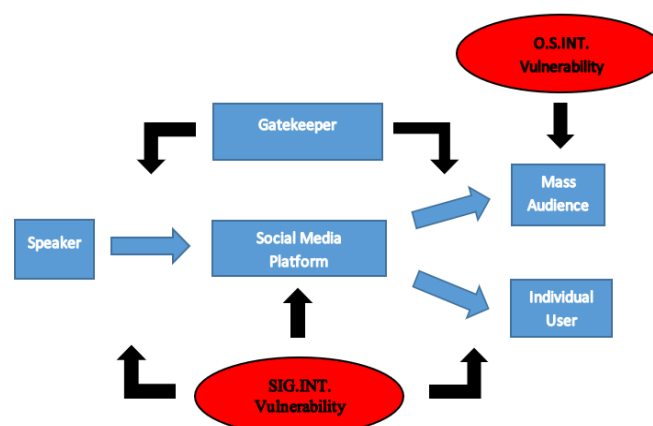 O.S.INT.
Vulnerability
Gatekeeper
Mass
Audience
Speaker
Social Media
Platform
Individual
User
SIG.INT.
Vulnerability